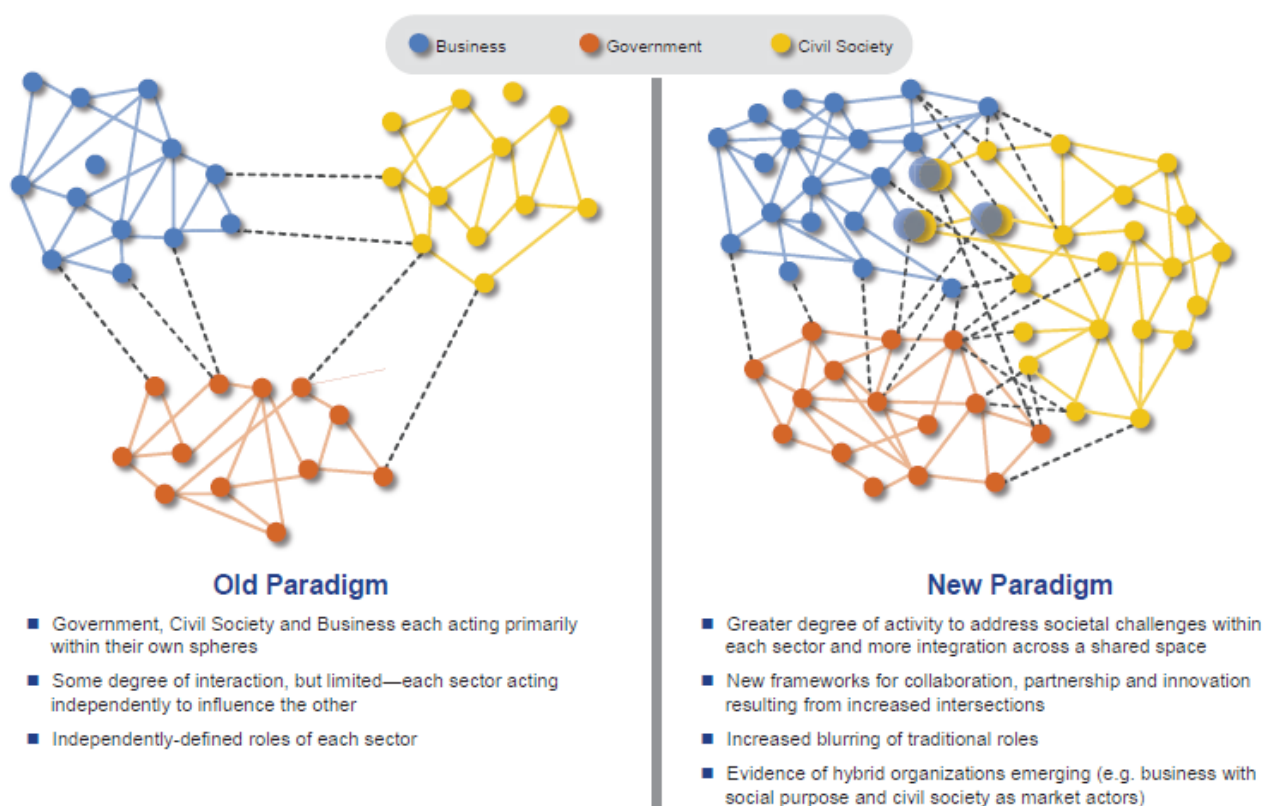 Business
Government
Civil Society
Old Paradigm
■ Government, Civil Society and Business each acting primarily
within their own spheres
■ Some degree of interaction, but limited—each sector acting
independently to influence the other
■ Independently-defined roles of each sector
New Paradigm
■ Greater degree of activity to address societal challenges within
each sector and more integration across a shared space
■ New frameworks for collaboration, partnership and innovation
resulting from increased intersections
■ Increased blurring of traditional roles
■ Evidence of hybrid organizations emerging (e.g. business with
social purpose and civil society as market actors)